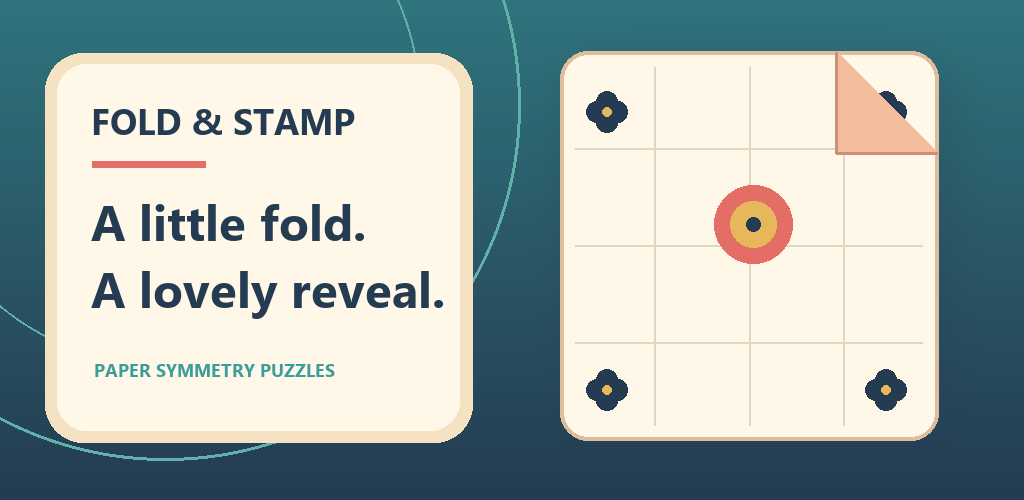 FOLD & STAMP
A little fold.
A lovely reveal.
PAPER SYMMETRY PUZZLES